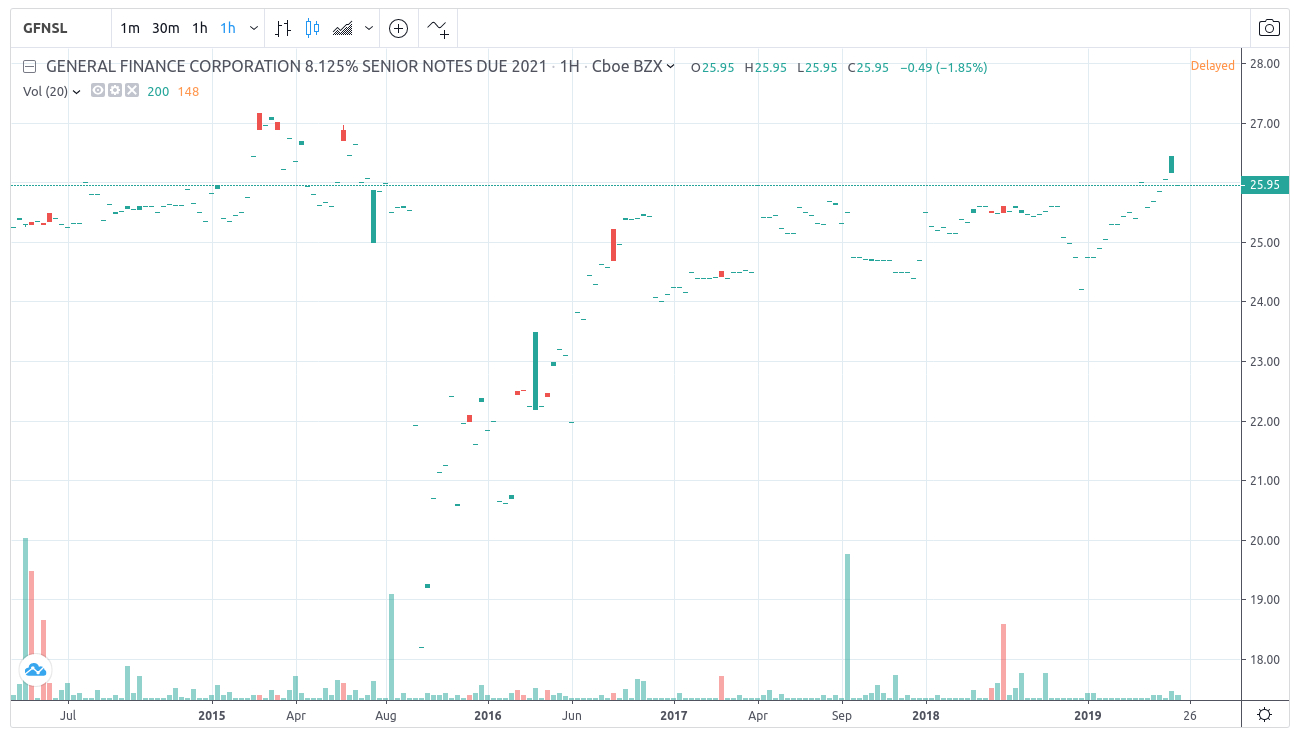 GFNSL 1m 30m 1h 1h
GENERAL FINANCE CORPORATION 8.125% SENIOR NOTES DUE 2021 · 1H · Cboe BZX O25.95 H25.95 L25.95 C25.95 −0.49 (−1.85%) Delayed
Vol (20) 200 148
28.00
27.00
25.95
25.00
24.00
23.00
22.00
21.00
20.00
19.00
18.00
Jul 2015 Apr Aug 2016 Jun 2017 Apr Sep 2018 2019 26